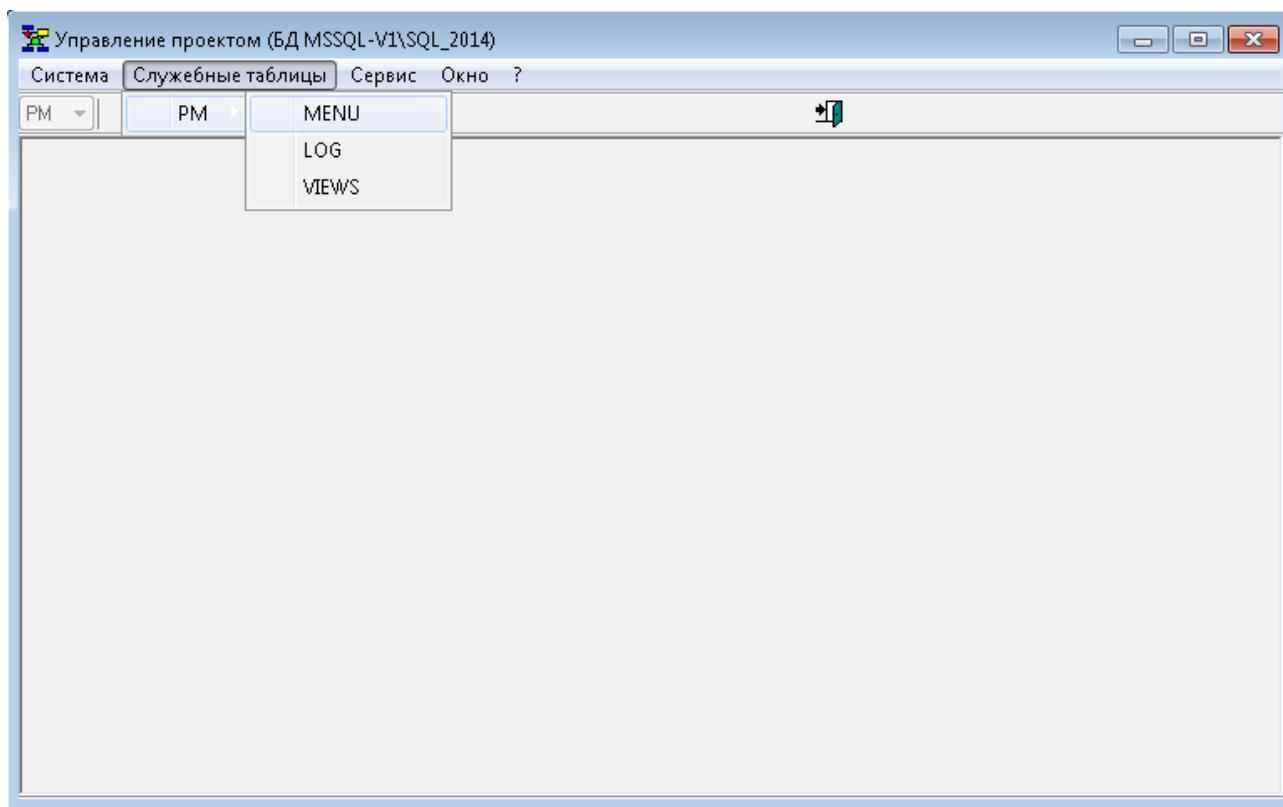 Управление проектом (БД MSSQL-V1\SQL_2014)
Система Служебные таблицы Сервис Окно ?
PM PM MENU
LOG
VIEWS